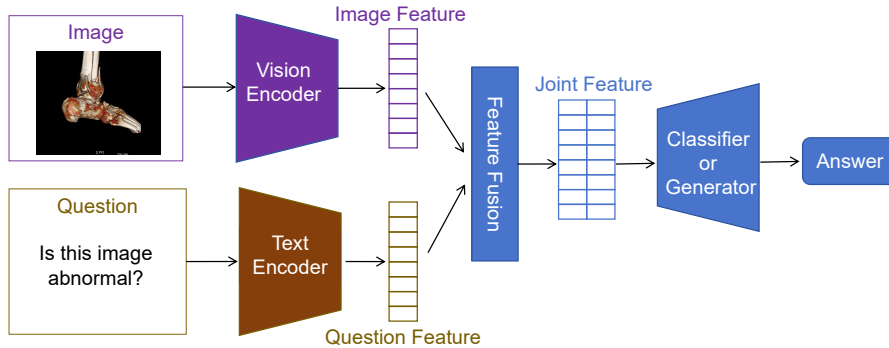 Image
Vision
Encoder
Image Feature
Question
Is this image
abnormal?
Text
Encoder
Question Feature
Feature Fusion
Joint Feature
Classifier
or
Generator
Answer